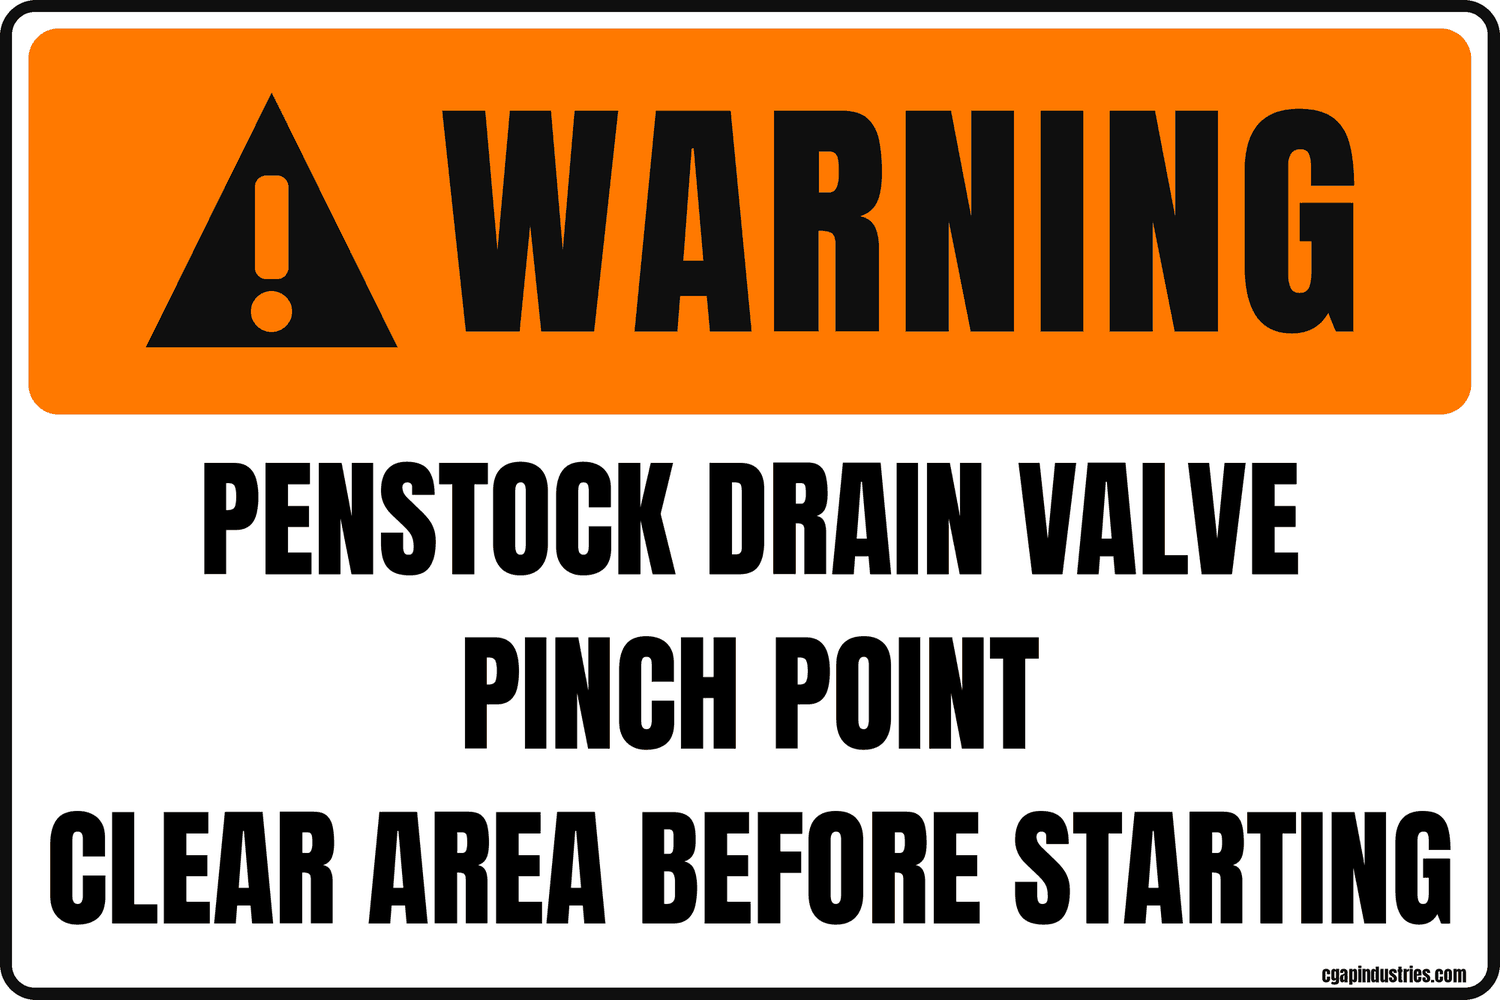 WARNING
PENSTOCK DRAIN VALVE
PINCH POINT
CLEAR AREA BEFORE STARTING
cgapindustries.com